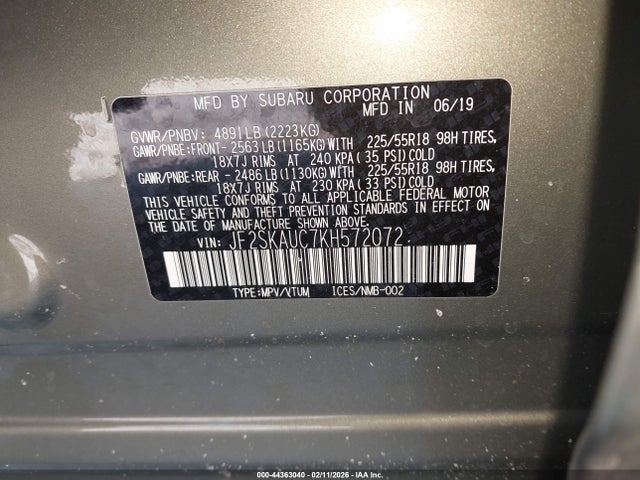 MFD BY SUBARU CORPORATION
MFD IN 06/19
GVWR/PNBV: 4891LB(2223KG)
GAWR/PNBE:FRONT- 2563LB(1165KG)WITH 225/55R18 98H TIRES,
18X7J RIMS AT 240 KPA(35 PSI)COLD
GAWR/PNBE:REAR - 2486LB(1130KG)WITH 225/55R18 98H TIRES,
18X7J RIMS AT 230 KPA(33 PSI)COLD
THIS VEHICLE CONFORMS TO ALL APPLICABLE FEDERAL MOTOR
VEHICLE SAFETY AND THEFT PREVENTION STANDARDS IN EFFECT ON
THE DATE OF MANUFACTURE SHOWN ABOVE.
VIN: JF2SKAUC7KH572072
TYPE:MPV/VTUM ICES/NMB-002
000-44363040 - 02/11/2026 - IAA Inc.